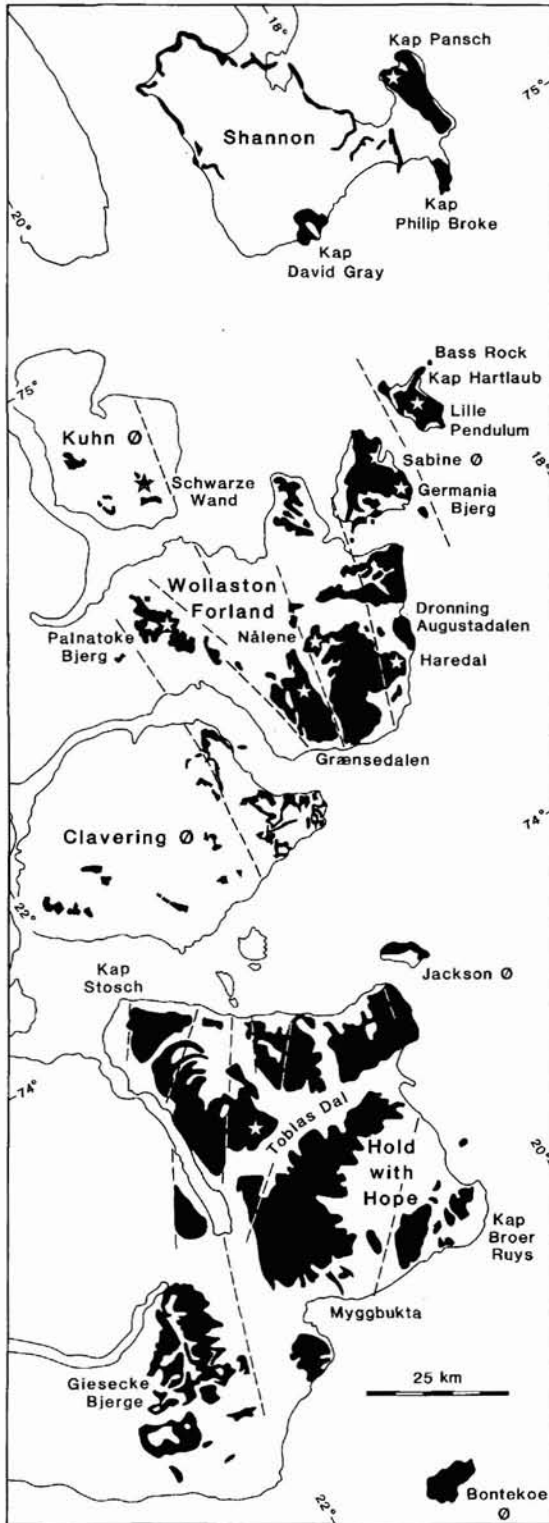 18°
Kap Pansch
75°
Shannon
20°
Kap
Philip Broke
Kap
David Gray
Bass Rock
75°
Kap Hartlaub
Kuhn Ø
Lille
Pendulum
Sabine Ø
18°
Schwarze
Wand
Germania
Bjerg
Wollaston
Forland
Dronning
Augustadalen
Palnatoke
Bjerg
Nålene
Haredal
Grænsedalen
74°
Clavering Ø
22°
Kap
Stosch
Jackson Ø
74°
Tobias Dal
Hold
with
Hope
20°
Kap
Broer
Ruys
Myggbukta
Giesecke
Bjerge
25 km
Bontekoe
Ø
22°